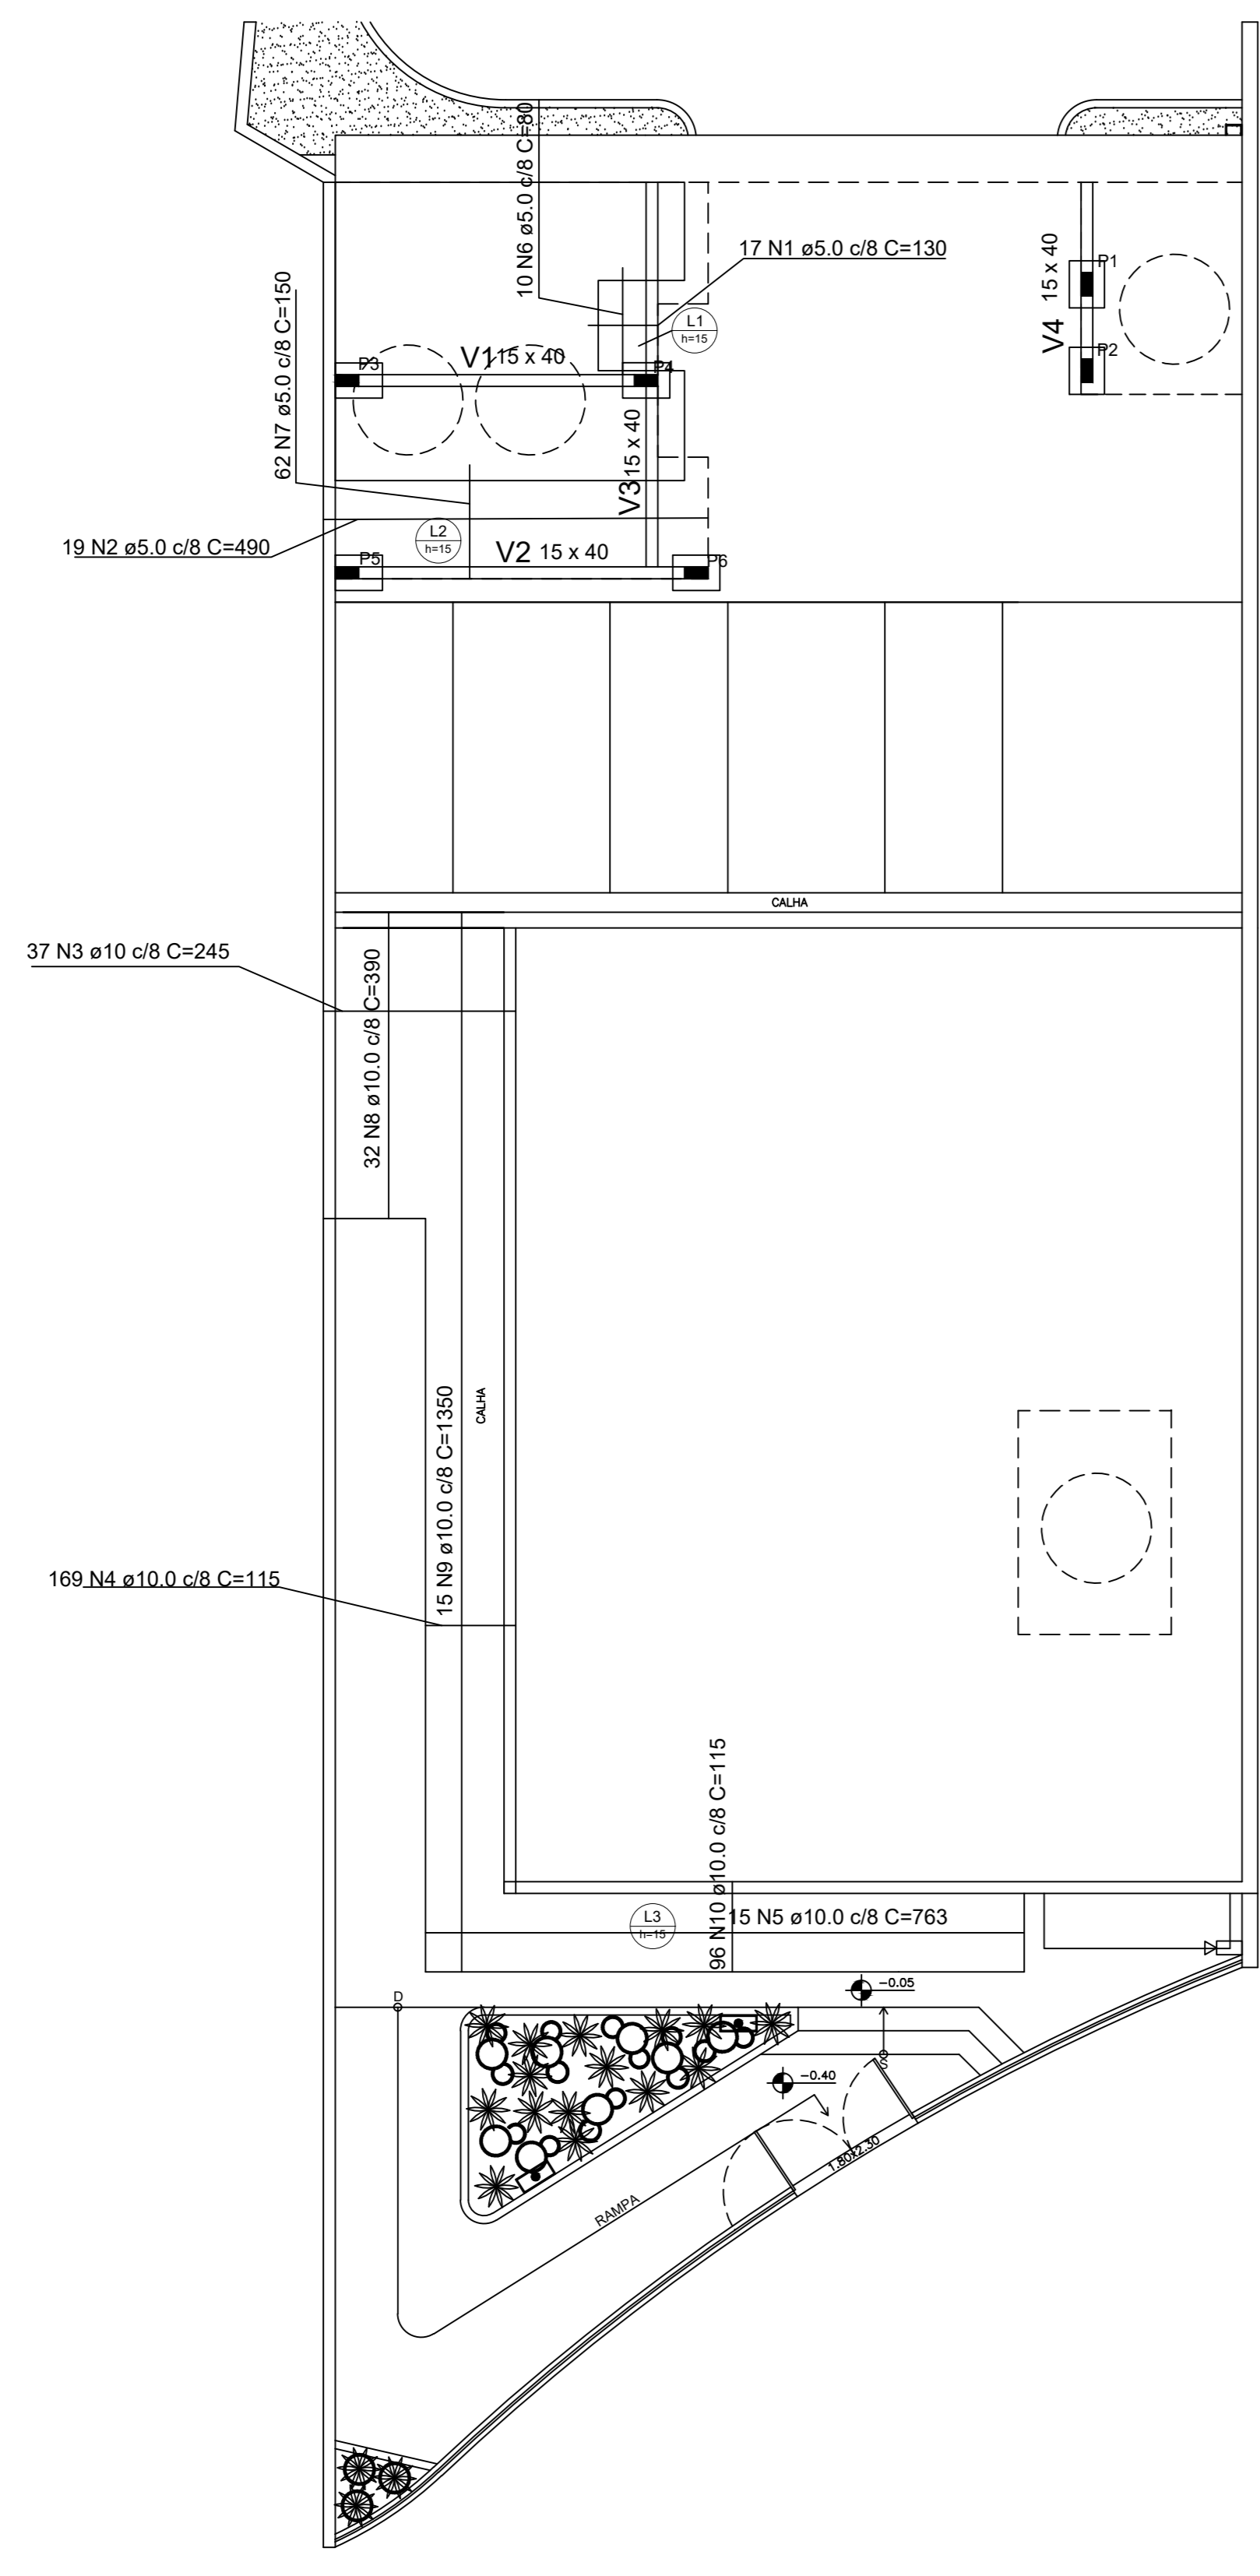 10 N6 ø5.0 c/8 C=80
17 N1 ø5.0 c/8 C=130
L1
h=15
V4 15 x 40
P1
P2
62 N7 ø5.0 c/8 C=150
P3
V1 15 x 40
P4
V3 15 x 40
19 N2 ø5.0 c/8 C=490
L2
h=15
V2 15 x 40
P5
P6
CALHA
37 N3 ø10 c/8 C=245
32 N8 ø10.0 c/8 C=390
15 N9 ø10.0 c/8 C=1350
CALHA
169 N4 ø10.0 c/8 C=115
96 N10 ø10.0 c/8 C=115
L3
h=15
15 N5 ø10.0 c/8 C=763
-0.05
D
S
-0.40
1.80x2.30
RAMPA